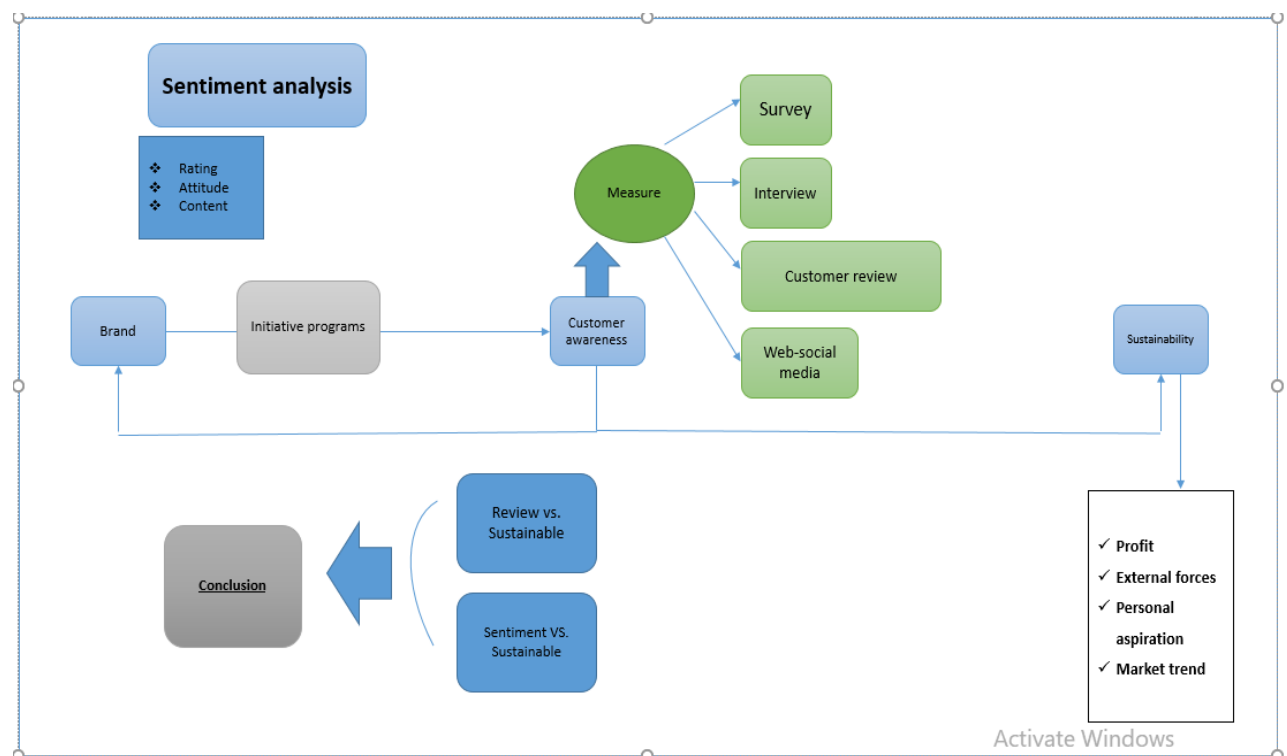 Sentiment analysis
❖ Rating
❖ Attitude
❖ Content
Measure
Survey
Interview
Customer review
Web-social
media
Brand
Initiative programs
Customer
awareness
Sustainability
Review vs.
Sustainable
Sentiment VS.
Sustainable
Conclusion
✓ Profit
✓ External forces
✓ Personal
aspiration
✓ Market trend
Activate Windows